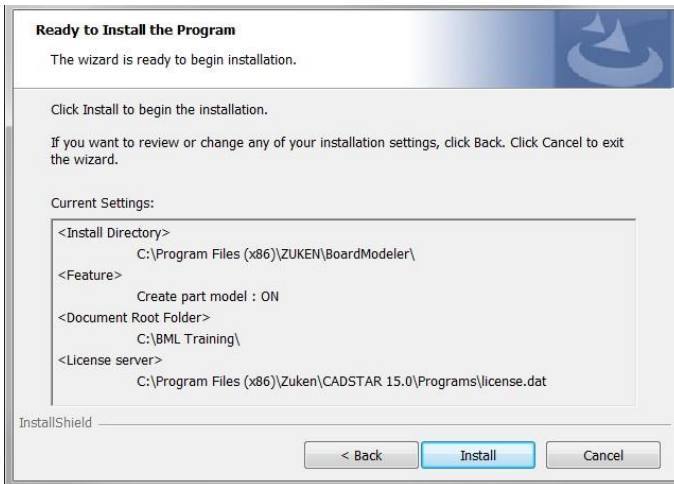 Ready to Install the Program
The wizard is ready to begin installation.
Click Install to begin the installation.
If you want to review or change any of your installation settings, click Back. Click Cancel to exit
the wizard.
Current Settings:
<Install Directory>
C:\Program Files (x86)\ZUKEN\BoardModeler\
<Feature>
Create part model : ON
<Document Root Folder>
C:\BML Training\
<License server>
C:\Program Files (x86)\Zuken\CADSTAR 15.0\Programs\license.dat
InstallShield
< Back
Install
Cancel